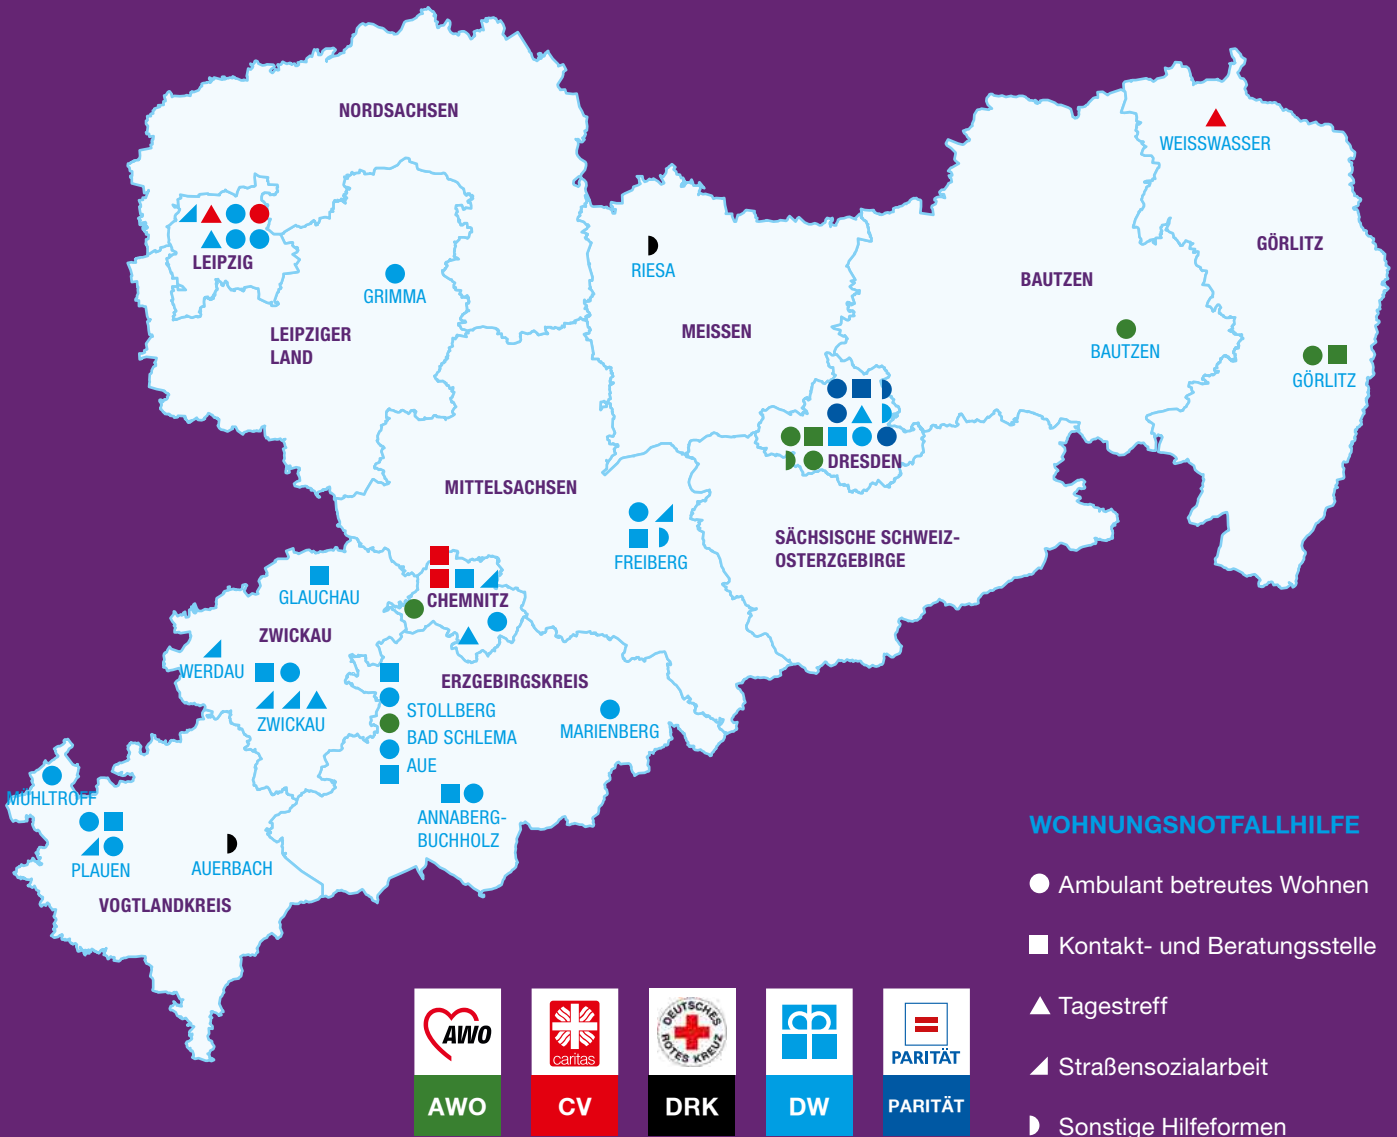 NORDSACHSEN
WEISSWASSER
LEIPZIG
GRIMMA
RIESA
GÖRLITZ
BAUTZEN
LEIPZIGER
LAND
MEISSEN
BAUTZEN
GÖRLITZ
DRESDEN
MITTELSACHSEN
SÄCHSISCHE SCHWEIZ-
OSTERZGEBIRGE
FREIBERG
GLAUCHAU
CHEMNITZ
ZWICKAU
WERDAU
ERZGEBIRGSKREIS
STOLLBERG
ZWICKAU
BAD SCHLEMA
MARIENBERG
AUE
MÜHLTROFF
ANNABERG-
BUCHHOLZ
PLAUEN
AUERBACH
VOGTLANDKREIS
WOHNUNGSNOTFALLHILFE
Ambulant betreutes Wohnen
Kontakt- und Beratungsstelle
Tagestreff
Straßensozialarbeit
Sonstige Hilfeformen
AWO
caritas
DEUTSCHES
ROTES KREUZ
PARITÄT
AWO
CV
DRK
DW
PARITÄT